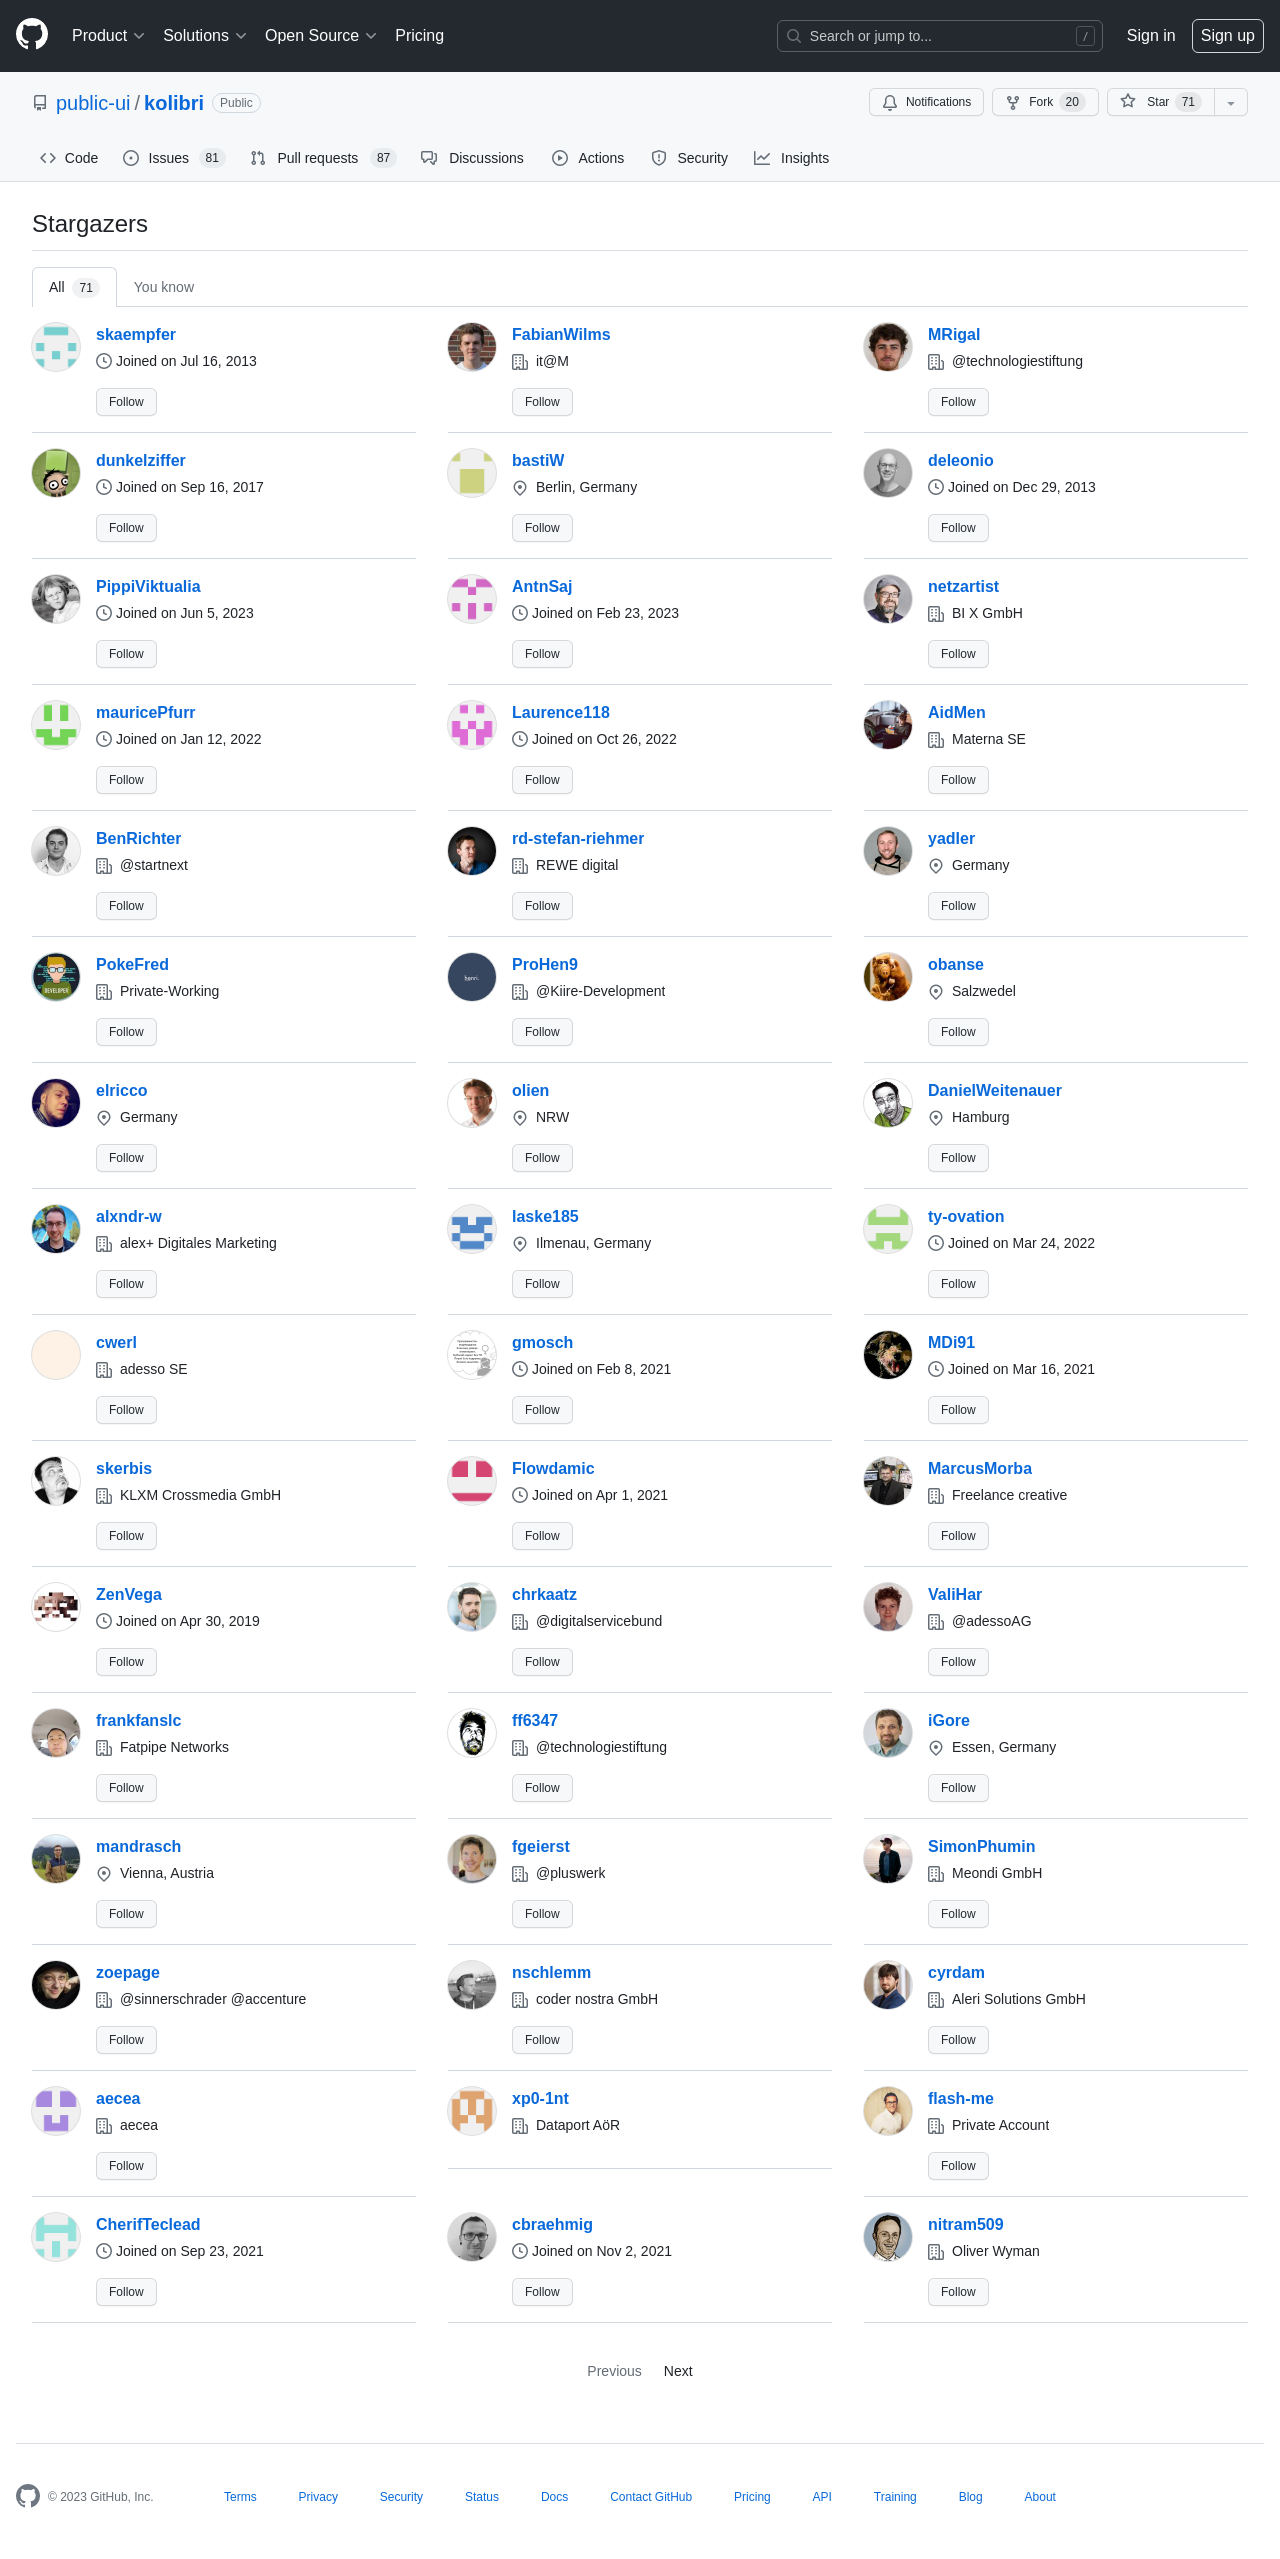 Product Solutions Open Source Pricing Search or jump to... / Sign in Sign up
public-ui / kolibri Public Notifications Fork 20 Star 71
Code Issues 81 Pull requests 87 Discussions Actions Security Insights
Stargazers
All 71 You know
skaempfer FabianWilms MRigal
Joined on Jul 16, 2013 it@M @technologiestiftung
Follow Follow Follow
dunkelziffer bastiW deleonio
Joined on Sep 16, 2017 Berlin, Germany Joined on Dec 29, 2013
Follow Follow Follow
PippiViktualia AntnSaj netzartist
Joined on Jun 5, 2023 Joined on Feb 23, 2023 BI X GmbH
Follow Follow Follow
mauricePfurr Laurence118 AidMen
Joined on Jan 12, 2022 Joined on Oct 26, 2022 Materna SE
Follow Follow Follow
BenRichter rd-stefan-riehmer yadler
@startnext REWE digital Germany
Follow Follow Follow
PokeFred ProHen9 obanse
Private-Working @Kiire-Development Salzwedel
Follow Follow Follow
elricco olien DanielWeitenauer
Germany NRW Hamburg
Follow Follow Follow
alxndr-w laske185 ty-ovation
alex+ Digitales Marketing Ilmenau, Germany Joined on Mar 24, 2022
Follow Follow Follow
cwerl gmosch MDi91
adesso SE Joined on Feb 8, 2021 Joined on Mar 16, 2021
Follow Follow Follow
skerbis Flowdamic MarcusMorba
KLXM Crossmedia GmbH Joined on Apr 1, 2021 Freelance creative
Follow Follow Follow
ZenVega chrkaatz ValiHar
Joined on Apr 30, 2019 @digitalservicebund @adessoAG
Follow Follow Follow
frankfanslc ff6347 iGore
Fatpipe Networks @technologiestiftung Essen, Germany
Follow Follow Follow
mandrasch fgeierst SimonPhumin
Vienna, Austria @pluswerk Meondi GmbH
Follow Follow Follow
zoepage nschlemm cyrdam
@sinnerschrader @accenture coder nostra GmbH Aleri Solutions GmbH
Follow Follow Follow
aecea xp0-1nt flash-me
aecea Dataport AöR Private Account
Follow Follow
CherifTeclead cbraehmig nitram509
Joined on Sep 23, 2021 Joined on Nov 2, 2021 Oliver Wyman
Follow Follow Follow
Previous Next
© 2023 GitHub, Inc. Terms Privacy Security Status Docs Contact GitHub Pricing API Training Blog About